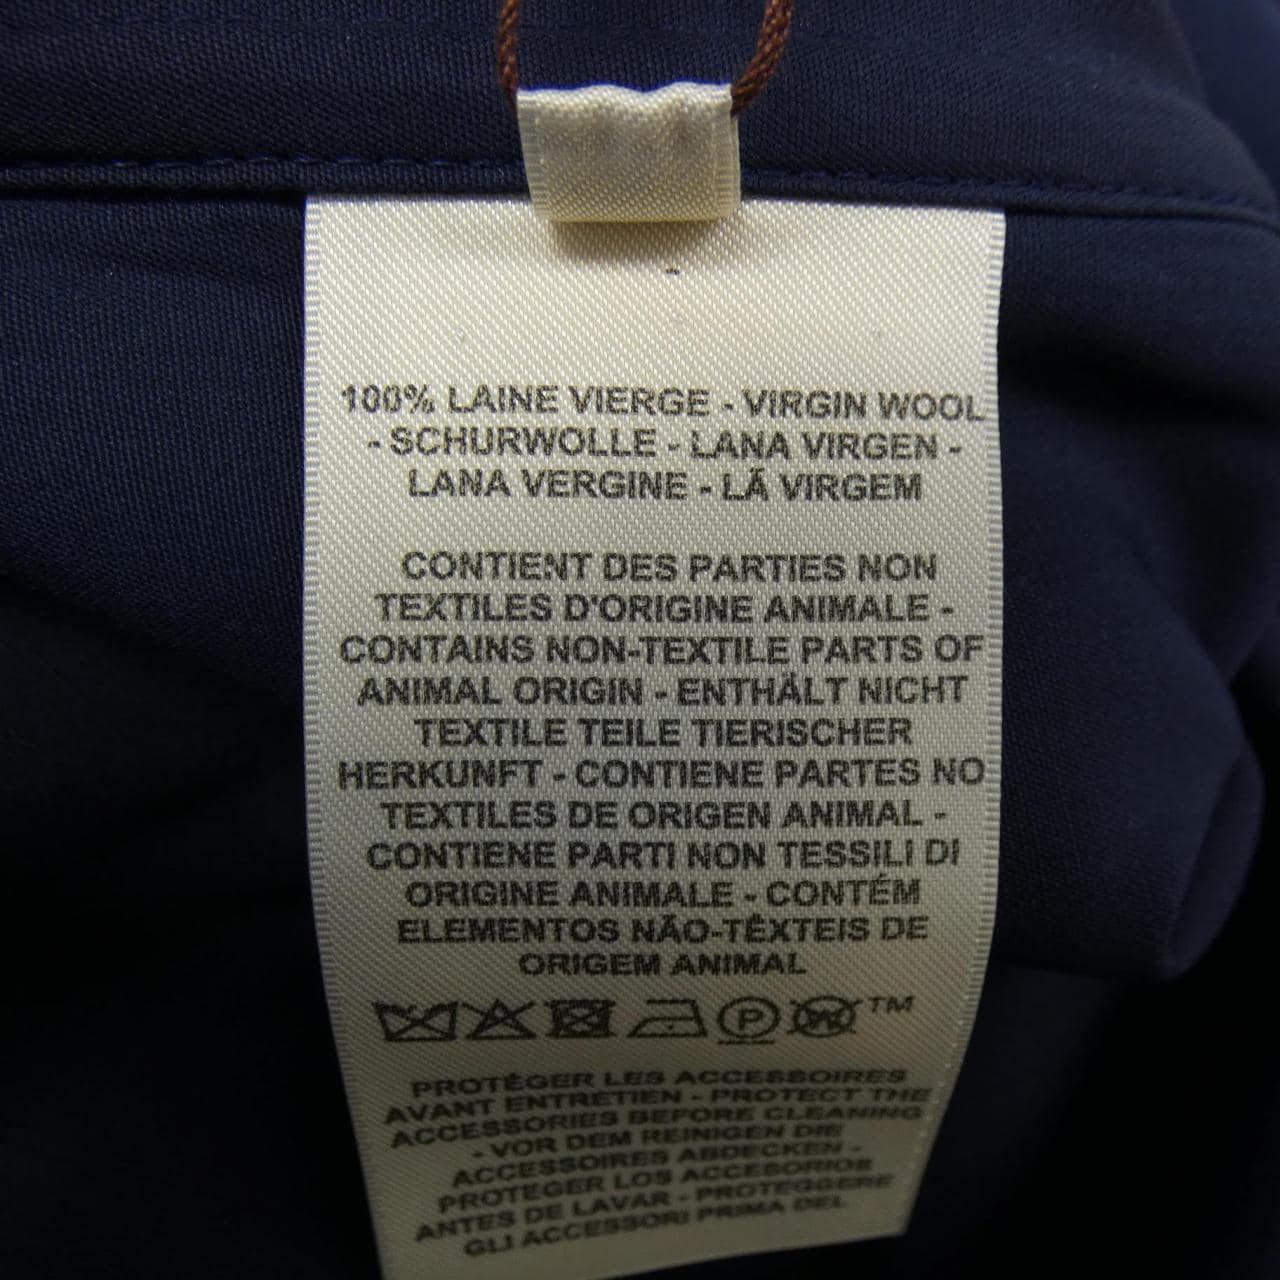 100% LAINE VIERGE - VIRGIN WOOL
- SCHURWOLLE - LANA VIRGEN -
LANA VERGINE - LÃ VIRGEM
CONTIENT DES PARTIES NON
TEXTILES D'ORIGINE ANIMALE -
CONTAINS NON-TEXTILE PARTS OF
ANIMAL ORIGIN - ENTHÄLT NICHT
TEXTILE TEILE TIERISCHER
HERKUNFT - CONTIENE PARTES NO
TEXTILES DE ORIGEN ANIMAL -
CONTIENE PARTI NON TESSILI DI
ORIGINE ANIMALE - CONTÉM
ELEMENTOS NÃO-TÊXTEIS DE
ORIGEM ANIMAL
P W TM
PROTÉGER LES ACCESSOIRES
AVANT ENTRETIEN - PROTECT THE
ACCESSORIES BEFORE CLEANING
- VOR DEM REINIGEN DIE
ACCESSOIRES ABDECKEN -
PROTEGER LOS ACCESORIOS
ANTES DE LAVAR - PROTEGGERE
GLI ACCESSORI PRIMA DEL